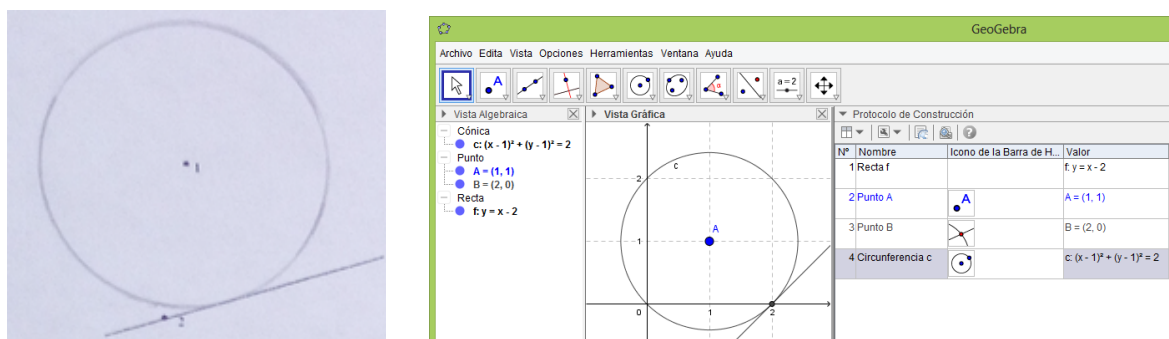 1
2
GeoGebra
Archivo Edita Vista Opciones Herramientas Ventana Ayuda
A
α
a = 2
Vista Algebraica
Cónica
c: (x - 1)² + (y - 1)² = 2
Punto
A = (1, 1)
B = (2, 0)
Recta
f: y = x - 2
Vista Gráfica
c
2
A
1
0
1
2
Protocolo de Construcción
Nº Nombre Icono de la Barra de H... Valor
1 Recta f f: y = x - 2
2 Punto A A A = (1, 1)
3 Punto B B = (2, 0)
4 Circunferencia c c: (x - 1)² + (y - 1)² = 2